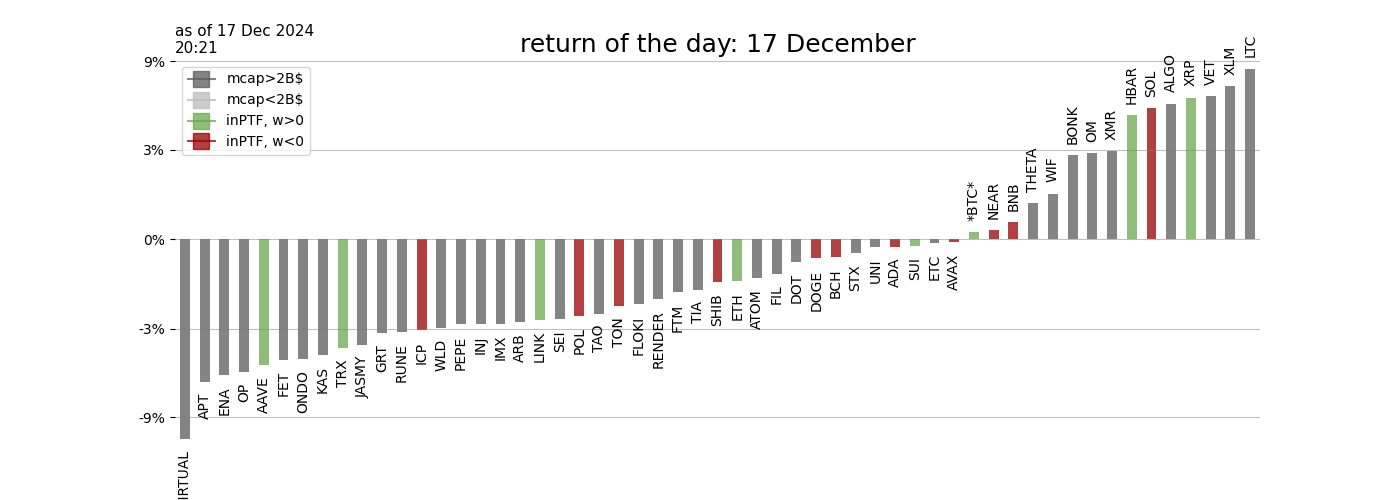 as of 17 Dec 2024
20:21
return of the day: 17 December
9%
3%
0%
-3%
-9%
mcap>2B$
mcap<2B$
inPTF, w>0
inPTF, w<0
IRTUAL
APT
ENA
OP
AAVE
FET
ONDO
KAS
TRX
JASMY
GRT
RUNE
ICP
WLD
PEPE
INJ
IMX
ARB
LINK
SEI
POL
TAO
TON
FLOKI
RENDER
FTM
TIA
SHIB
ETH
ATOM
FIL
DOT
DOGE
BCH
STX
UNI
ADA
SUI
ETC
AVAX
*BTC*
NEAR
BNB
THETA
WIF
BONK
OM
XMR
HBAR
SOL
ALGO
XRP
VET
XLM
LTC